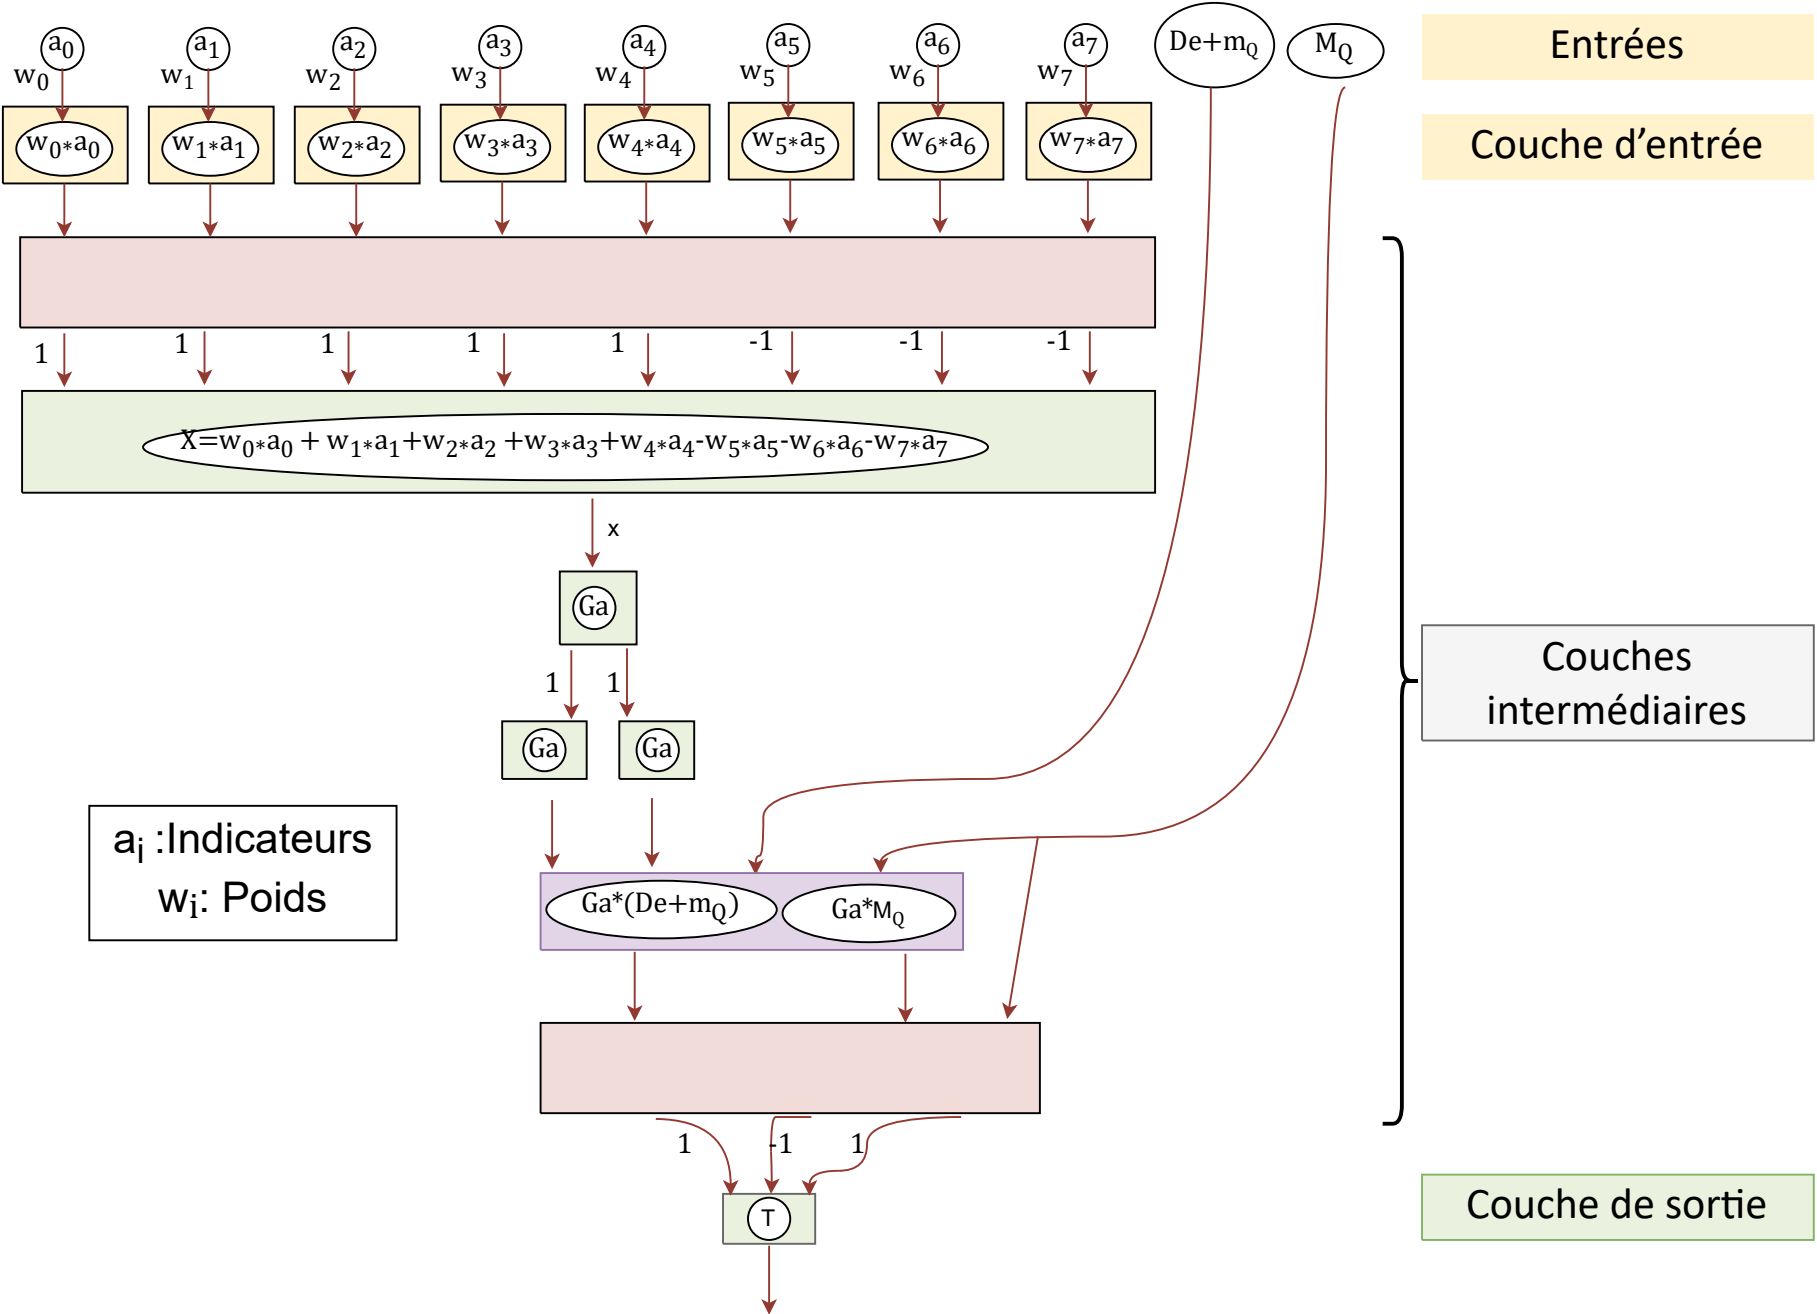 a0 a1 a2 a3 a4 a5 a6 a7 De+mQ MQ Entrées
w0 w1 w2 w3 w4 w5 w6 w7
w0*a0 w1*a1 w2*a2 w3*a3 w4*a4 w5*a5 w6*a6 w7*a7 Couche d’entrée
1 1 1 1 1 -1 -1 -1
X=w0*a0 + w1*a1+w2*a2 +w3*a3+w4*a4-w5*a5-w6*a6-w7*a7
x
Ga
1 1
Ga Ga
Couches
intermédiaires
ai :Indicateurs
wi: Poids
Ga*(De+mQ) Ga*MQ
1 -1 1
T
Couche de sortie